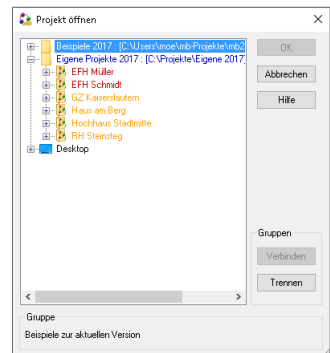 Projekt öffnen
Beispiele 2017 : [C:\Users\moe\mb-Projekte\mb2
OK
Eigene Projekte 2017 : [C:\Projekte\Eigene 2017]
EFH Müller
Abbrechen
EFH Schmidt
GZ Kaiserslautern
Hilfe
Haus am Berg
Hochhaus Stadtmitte
RH Steinsteg
Desktop
Gruppen
Verbinden
Trennen
Gruppe
Beispiele zur aktuellen Version